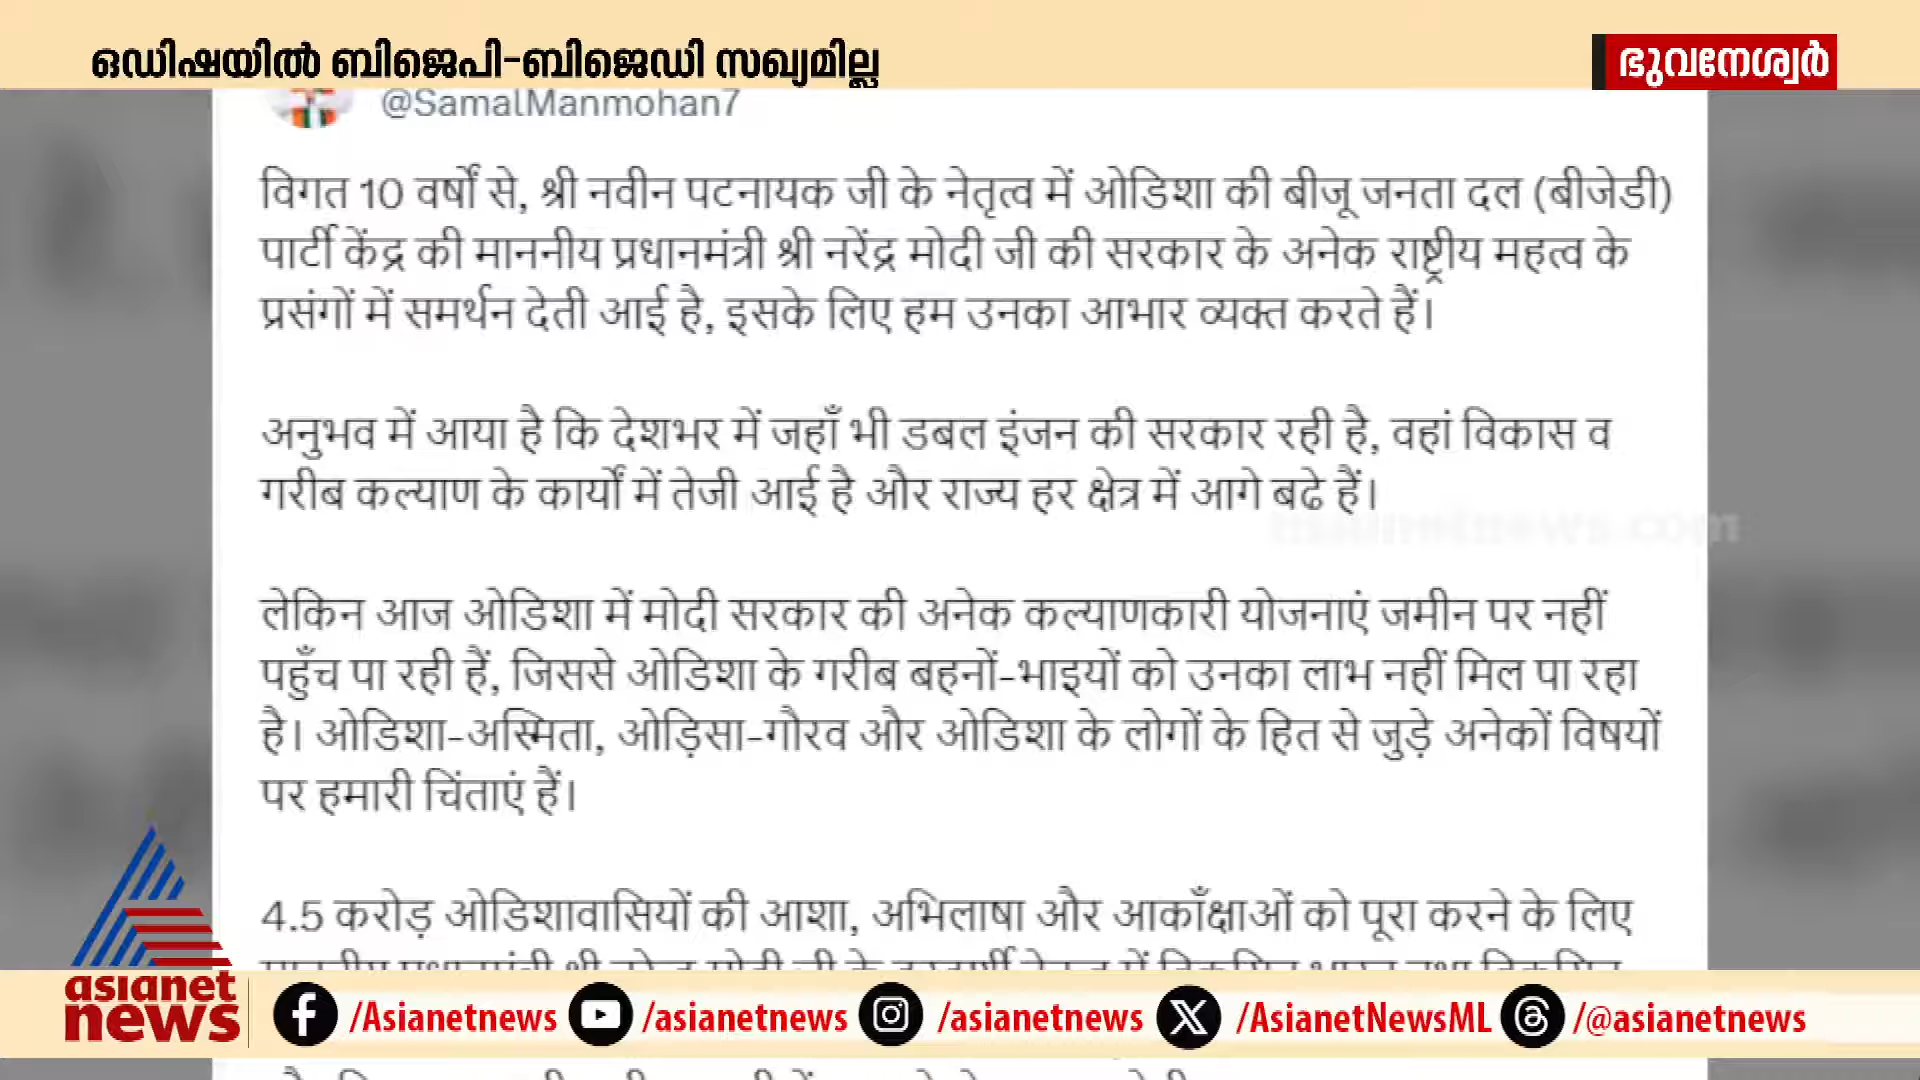 ഒഡിഷയിൽ ബിജെപി-ബിജെഡി സഖ്യമില്ല
ഭുവനേശ്വർ
@SamalManmohan7
विगत 10 वर्षों से, श्री नवीन पटनायक जी के नेतृत्व में ओडिशा की बीजू जनता दल (बीजेडी)
पार्टी केंद्र की माननीय प्रधानमंत्री श्री नरेंद्र मोदी जी की सरकार के अनेक राष्ट्रीय महत्व के
प्रसंगों में समर्थन देती आई है, इसके लिए हम उनका आभार व्यक्त करते हैं।
अनुभव में आया है कि देशभर में जहाँ भी डबल इंजन की सरकार रही है, वहां विकास व
गरीब कल्याण के कार्यों में तेजी आई है और राज्य हर क्षेत्र में आगे बढे हैं।
asianetnews.com
लेकिन आज ओडिशा में मोदी सरकार की अनेक कल्याणकारी योजनाएं जमीन पर नहीं
पहुँच पा रही हैं, जिससे ओडिशा के गरीब बहनों-भाइयों को उनका लाभ नहीं मिल पा रहा
है। ओडिशा-अस्मिता, ओड़िसा-गौरव और ओडिशा के लोगों के हित से जुड़े अनेकों विषयों
पर हमारी चिंताएं हैं।
4.5 करोड़ ओडिशावासियों की आशा, अभिलाषा और आकाँक्षाओं को पूरा करने के लिए
asianet
news
/Asianetnews
/asianetnews
/asianetnews
/AsianetNewsML
/@asianetnews